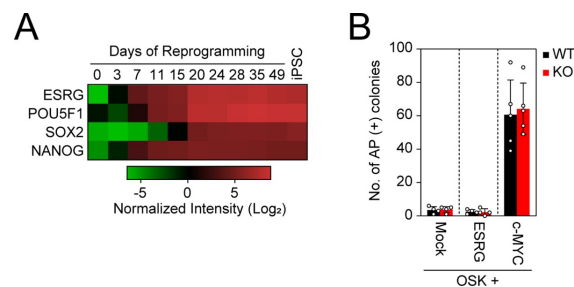 A
Days of Reprogramming
0 3 7 11 15 20 24 28 35 49 iPSC
ESRG
POU5F1
SOX2
NANOG
-5 0 5
Normalized Intensity (Log₂)
B
WT
KO
No. of AP (+) colonies
100
80
60
40
20
0
Mock
ESRG
c-MYC
OSK +